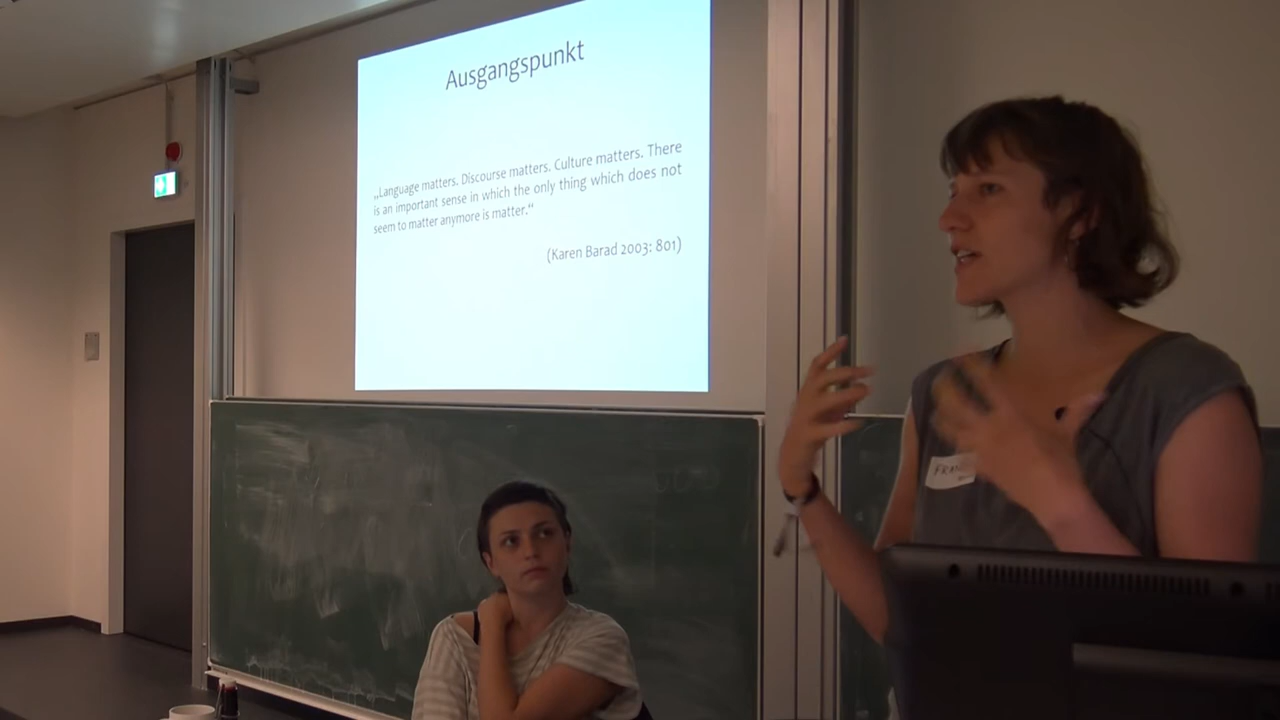 Ausgangspunkt
„Language matters. Discourse matters. Culture matters. There
is an important sense in which the only thing which does not
seem to matter anymore is matter.“
(Karen Barad 2003: 801)